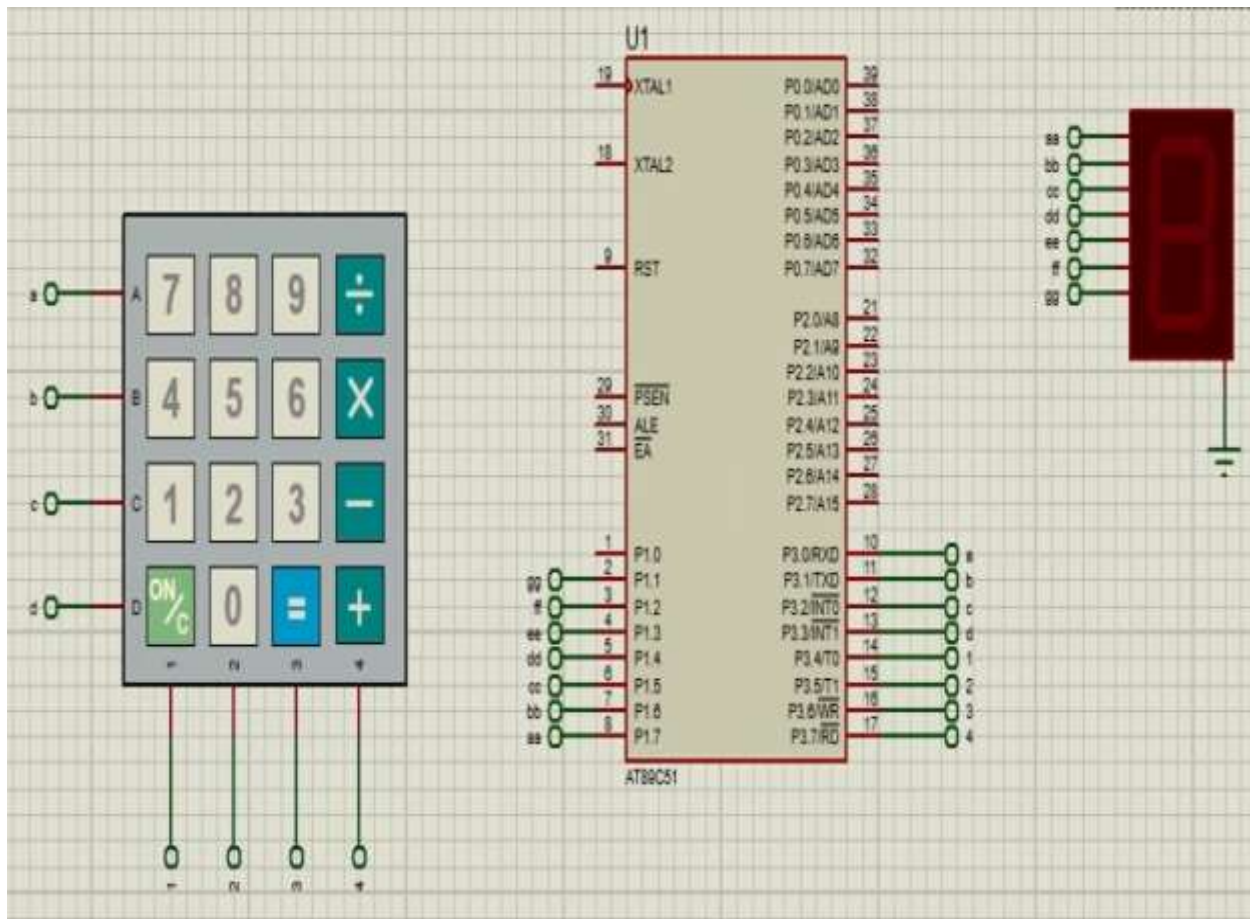 a
b
c
d
A
B
C
D
7 8 9 ÷
4 5 6 ×
1 2 3 −
ON/C 0 = +
1 2 3 4
1 2 3 4
U1
19 XTAL1
18 XTAL2
9 RST
29 PSEN
30 ALE
31 EA
1 P1.0
gg 2 P1.1
ff 3 P1.2
ee 4 P1.3
dd 5 P1.4
cc 6 P1.5
bb 7 P1.6
aa 8 P1.7
P0.0/AD0 39
P0.1/AD1 38
P0.2/AD2 37
P0.3/AD3 36
P0.4/AD4 35
P0.5/AD5 34
P0.6/AD6 33
P0.7/AD7 32
P2.0/A8 21
P2.1/A9 22
P2.2/A10 23
P2.3/A11 24
P2.4/A12 25
P2.5/A13 26
P2.6/A14 27
P2.7/A15 28
P3.0/RXD 10 a
P3.1/TXD 11 b
P3.2/INT0 12 c
P3.3/INT1 13 d
P3.4/T0 14 1
P3.5/T1 15 2
P3.6/WR 16 3
P3.7/RD 17 4
AT89C51
aa
bb
cc
dd
ee
ff
gg